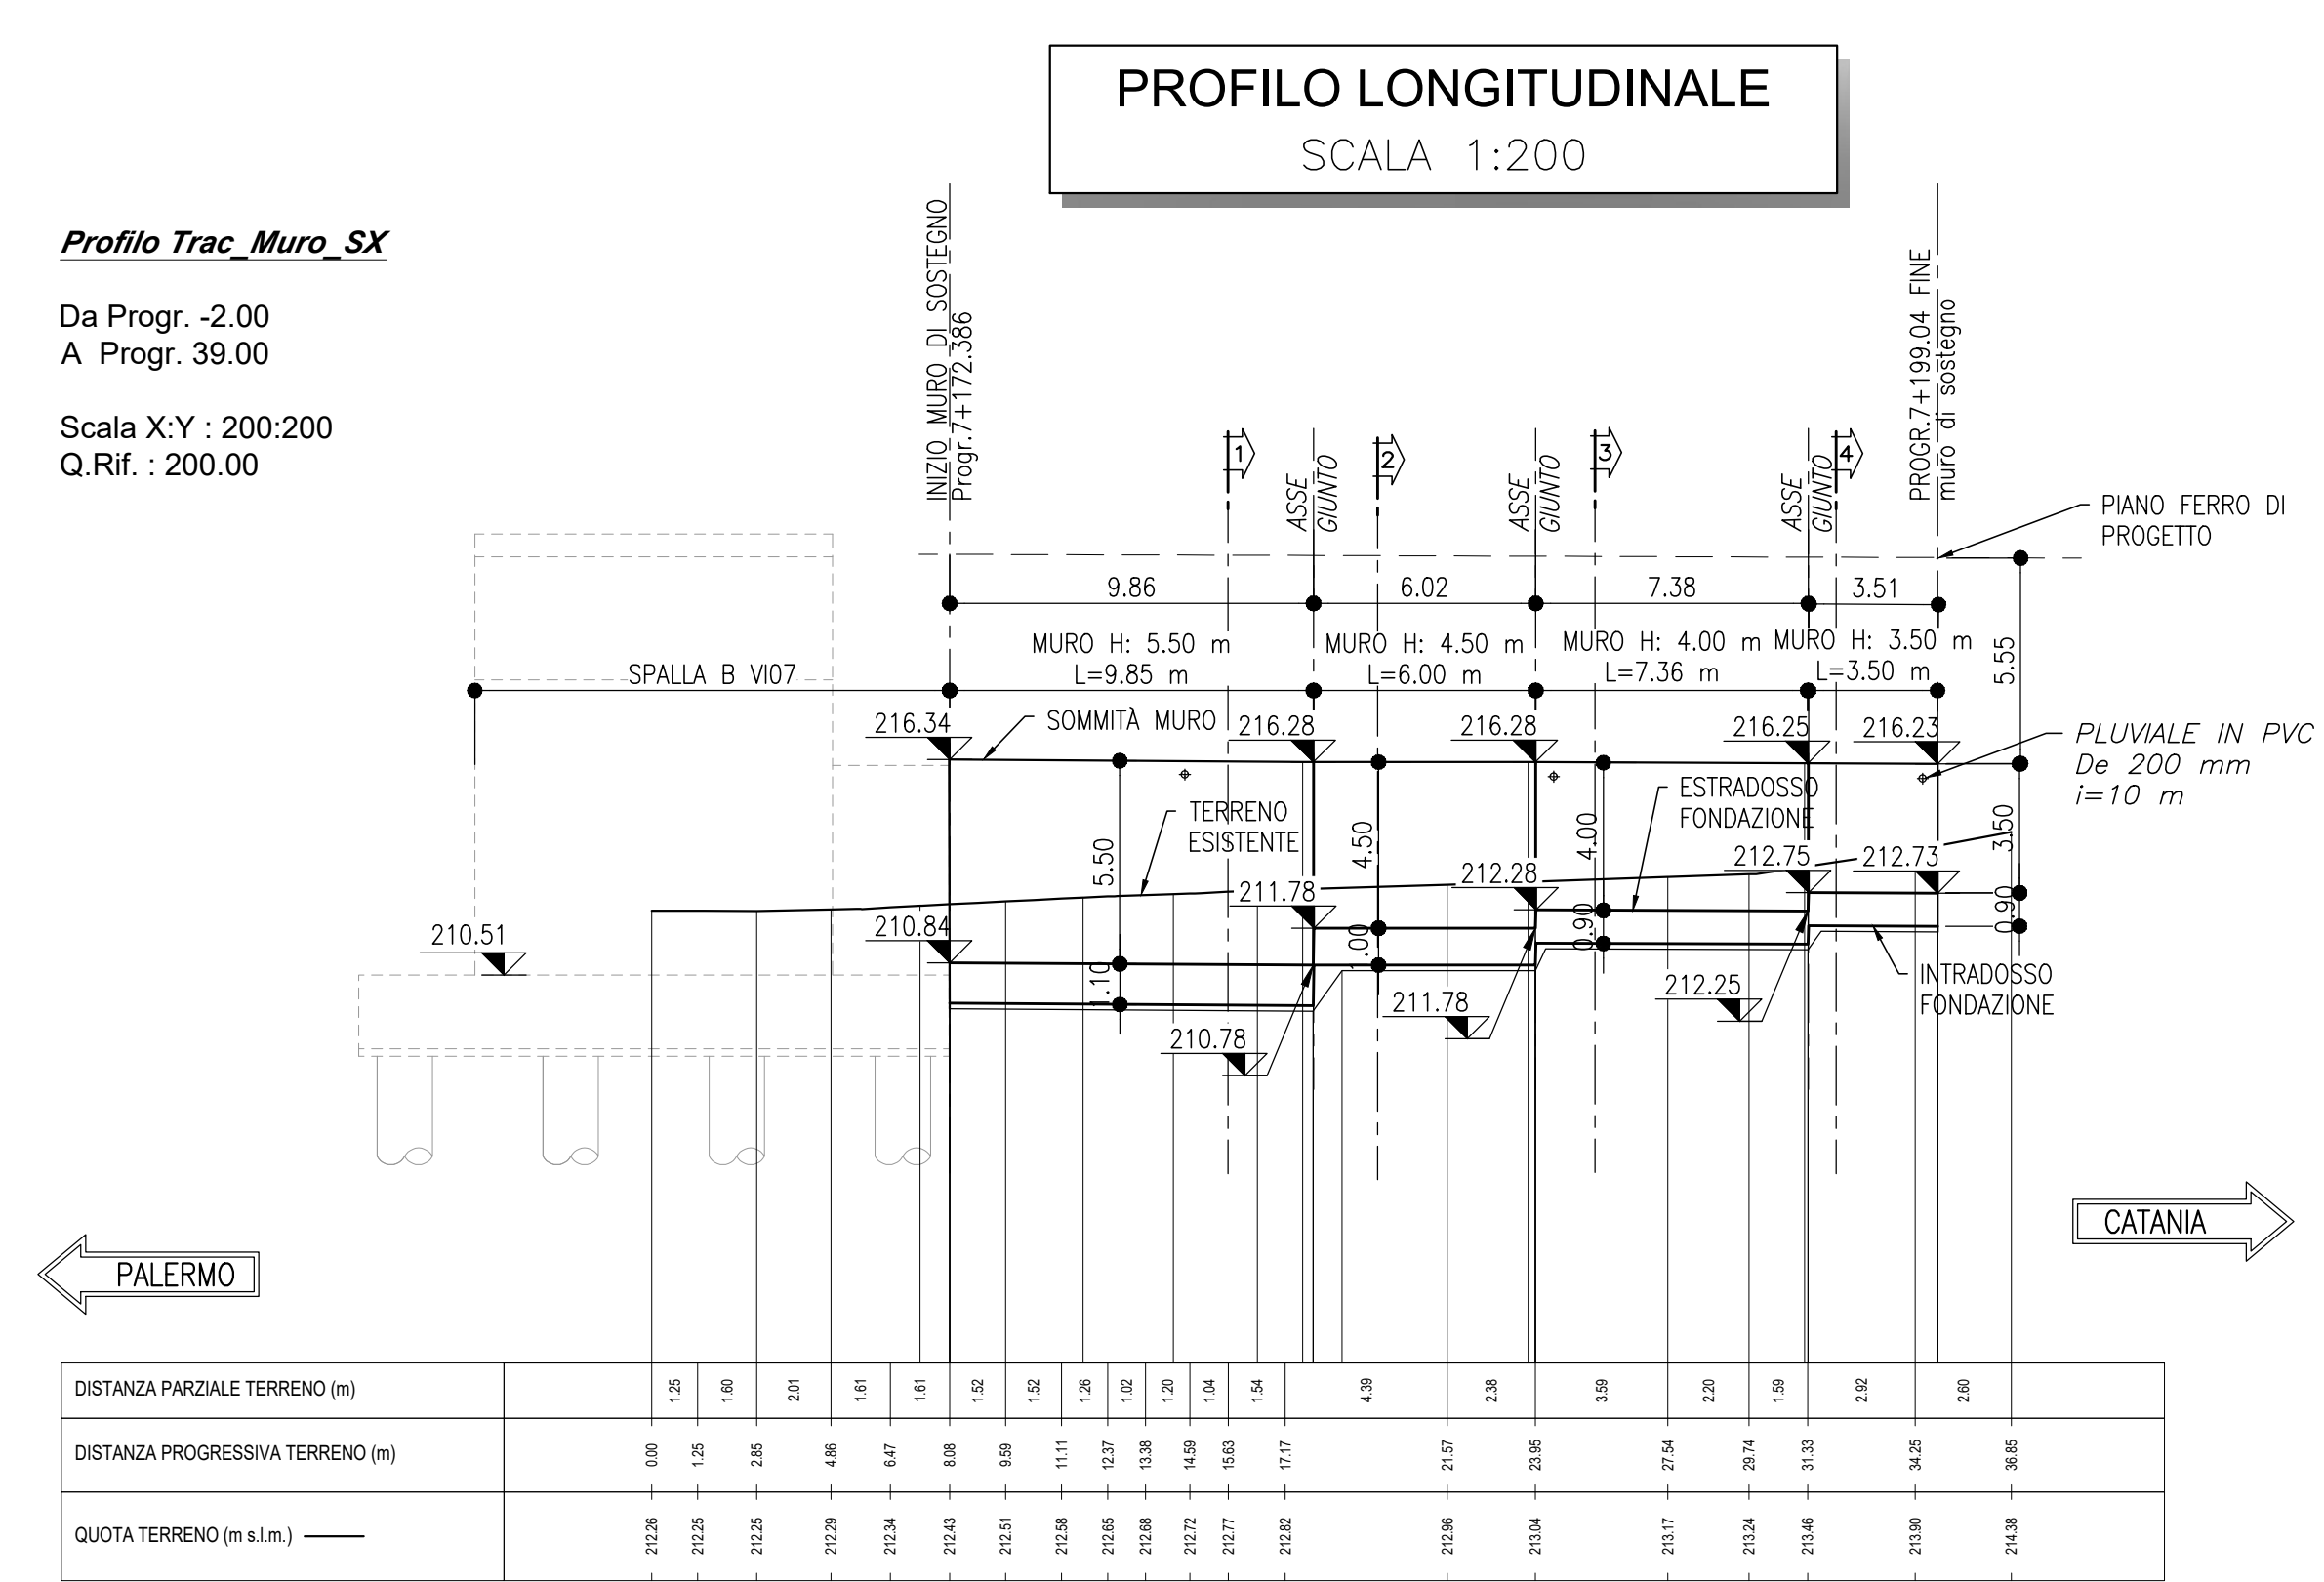 PROFILO LONGITUDINALE
SCALA 1:200
Profilo Trac_Muro_SX
Da Progr. -2.00
A Progr. 39.00
Scala X:Y : 200:200
Q.Rif. : 200.00
INIZIO MURO DI SOSTEGNO
Progr.7+172.386
PROGR.7+199.04 FINE
muro di sostegno
1
2
3
4
ASSE
GIUNTO
ASSE
GIUNTO
ASSE
GIUNTO
PIANO FERRO DI
PROGETTO
9.86
6.02
7.38
3.51
5.55
MURO H: 5.50 m
L=9.85 m
MURO H: 4.50 m
L=6.00 m
MURO H: 4.00 m
L=7.36 m
MURO H: 3.50 m
L=3.50 m
SPALLA B VI07
216.34
SOMMITÀ MURO
216.28
216.28
216.25
216.23
PLUVIALE IN PVC
De 200 mm
i=10 m
TERRENO
ESISTENTE
ESTRADOSSO
FONDAZIONE
5.50
4.50
4.00
3.50
212.75
212.73
212.28
211.78
210.84
210.51
1.10
1.00
0.90
0.90
INTRADOSSO
FONDAZIONE
212.25
211.78
210.78
CATANIA
PALERMO
DISTANZA PARZIALE TERRENO (m) 1.25 1.60 2.01 1.61 1.61 1.52 1.52 1.26 1.02 1.20 1.04 1.54 4.39 2.38 3.59 2.20 1.59 2.92 2.60
DISTANZA PROGRESSIVA TERRENO (m) 0.00 1.25 2.85 4.86 6.47 8.08 9.59 11.11 12.37 13.38 14.59 15.63 17.17 21.57 23.95 27.54 29.74 31.33 34.25 36.85
QUOTA TERRENO (m s.l.m.) 212.26 212.25 212.25 212.29 212.34 212.43 212.51 212.58 212.65 212.68 212.72 212.77 212.82 212.96 213.04 213.17 213.24 213.46 213.90 214.38